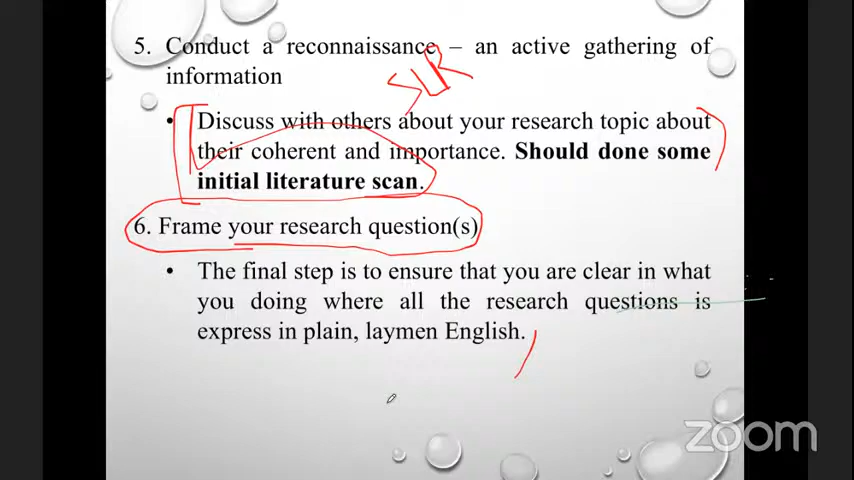 5. Conduct a reconnaissance – an active gathering of
information
SLR
• Discuss with others about your research topic about
their coherent and importance. Should done some
initial literature scan.
6. Frame your research question(s)
• The final step is to ensure that you are clear in what
you doing where all the research questions is
express in plain, laymen English.
zoom